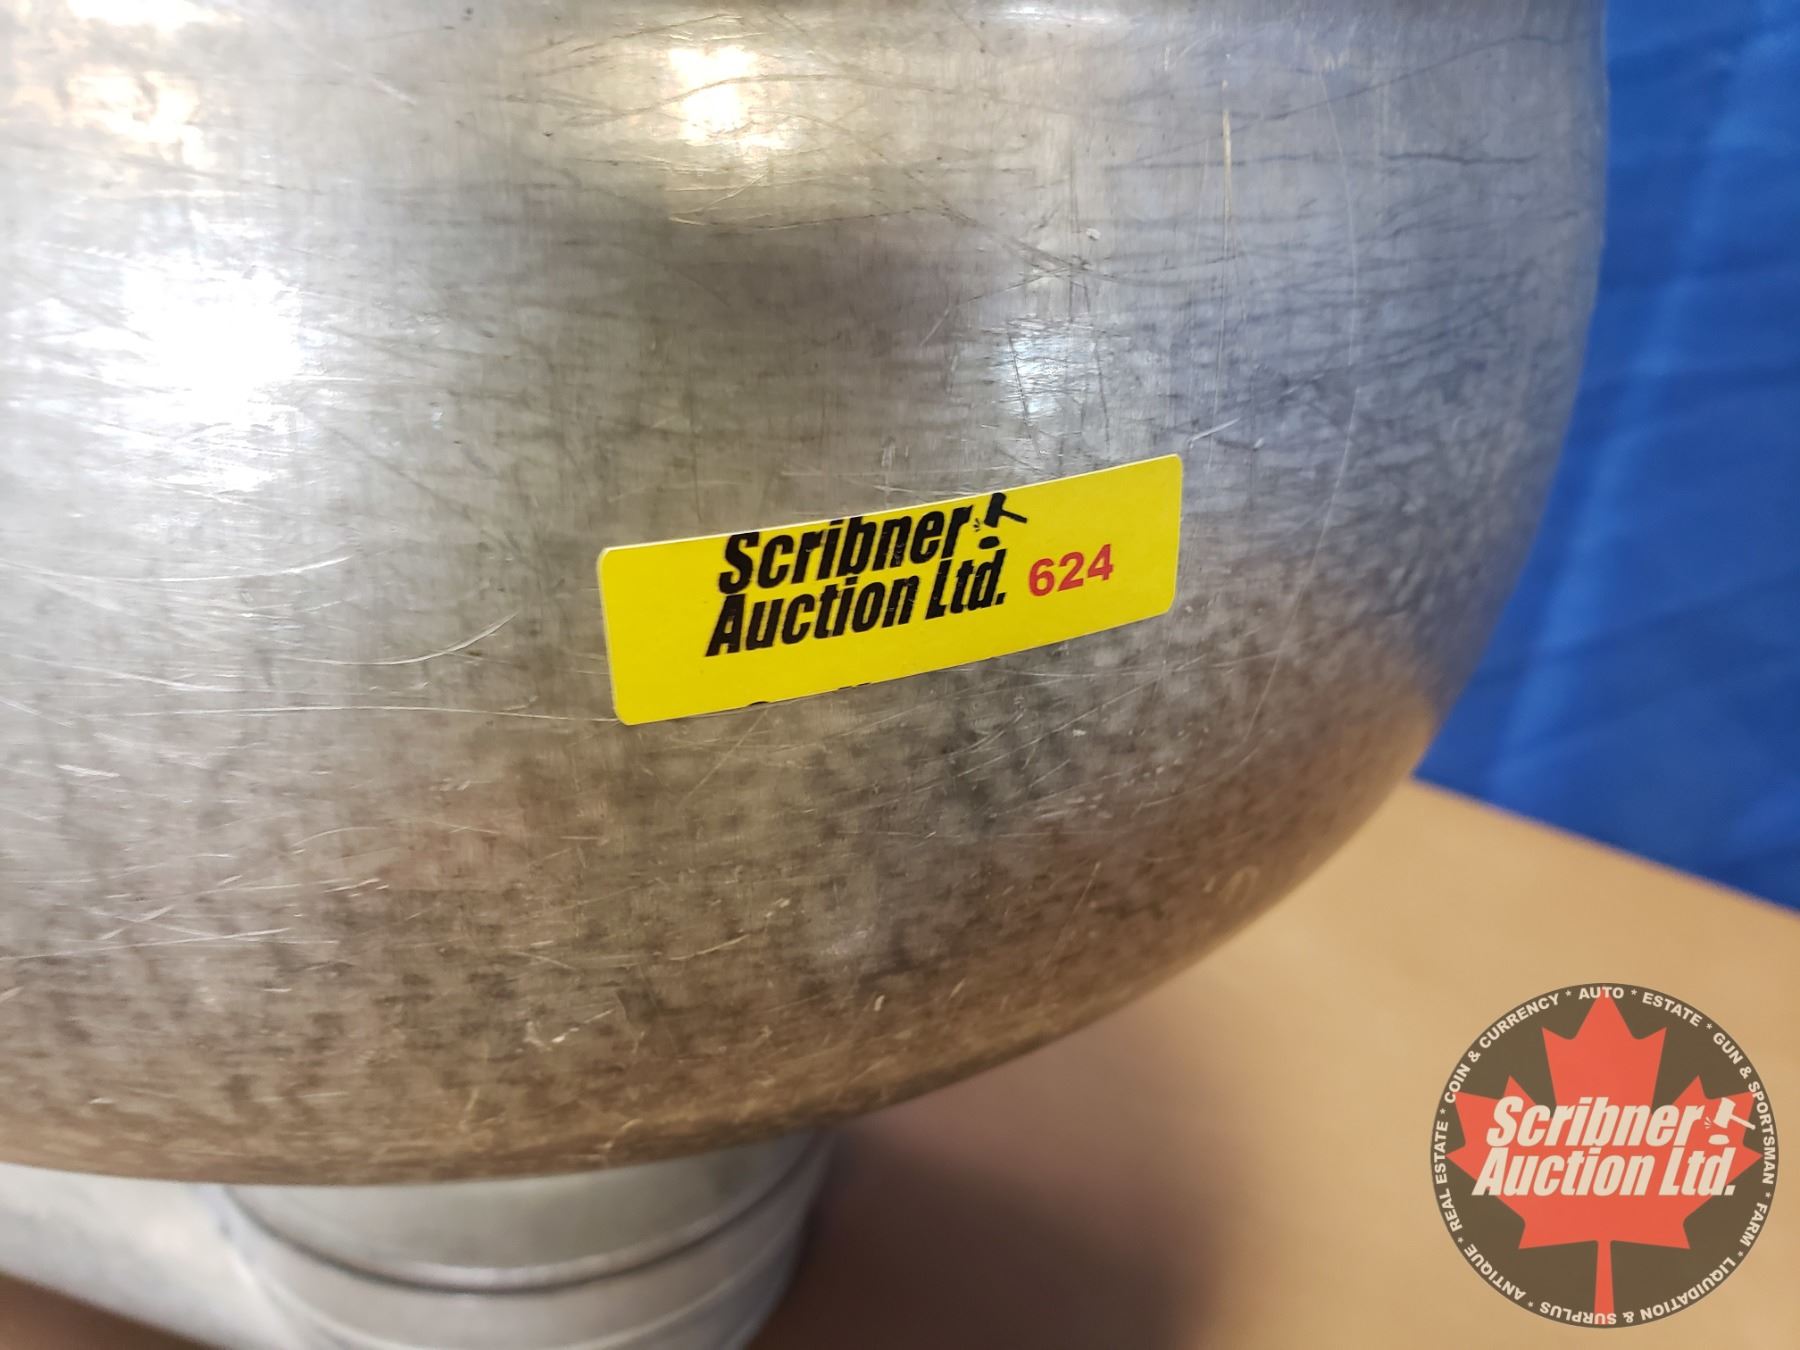 Scribner
Auction Ltd. 624
REAL ESTATE * COIN & CURRENCY * AUTO * ESTATE * GUN & SPORTSMAN * FARM * LIQUIDATION & SURPLUS * ANTIQUE *
Scribner
Auction Ltd.